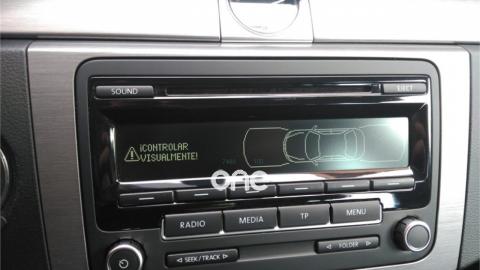 SOUND
EJECT
¡CONTROLAR
VISUALMENTE!
one
RADIO
MEDIA
TP
MENU
SEEK/TRACK
FOLDER